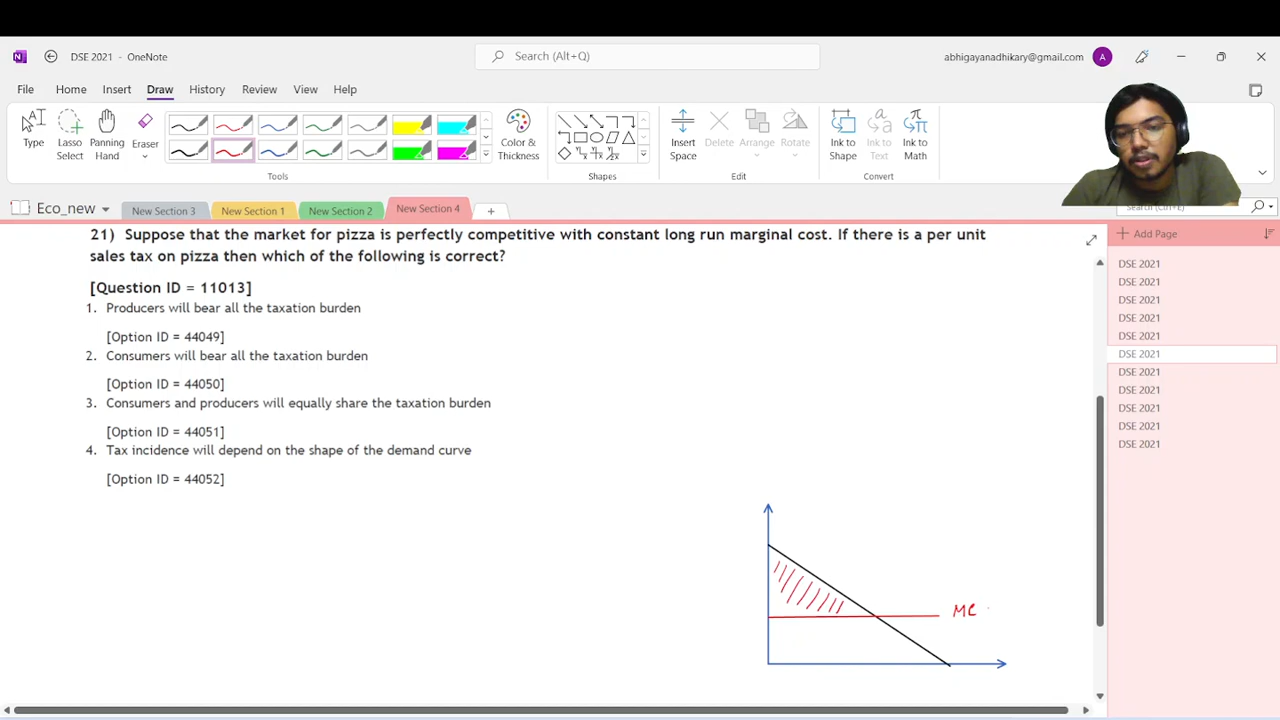 DSE 2021 - OneNote
Search (Alt+Q)
abhigayanadhikary@gmail.com
A
File Home Insert Draw History Review View Help
Type
Lasso Select
Panning Hand
Eraser
Color & Thickness
Insert Space
Delete
Arrange
Rotate
Ink to Shape
Ink to Text
Ink to Math
Tools Shapes Edit Convert
Eco_new
New Section 3
New Section 1
New Section 2
New Section 4
Search (Ctrl+E)
Add Page
DSE 2021
DSE 2021
DSE 2021
DSE 2021
DSE 2021
DSE 2021
DSE 2021
DSE 2021
DSE 2021
DSE 2021
DSE 2021
21) Suppose that the market for pizza is perfectly competitive with constant long run marginal cost. If there is a per unit
sales tax on pizza then which of the following is correct?
[Question ID = 11013]
1. Producers will bear all the taxation burden
[Option ID = 44049]
2. Consumers will bear all the taxation burden
[Option ID = 44050]
3. Consumers and producers will equally share the taxation burden
[Option ID = 44051]
4. Tax incidence will depend on the shape of the demand curve
[Option ID = 44052]
MC